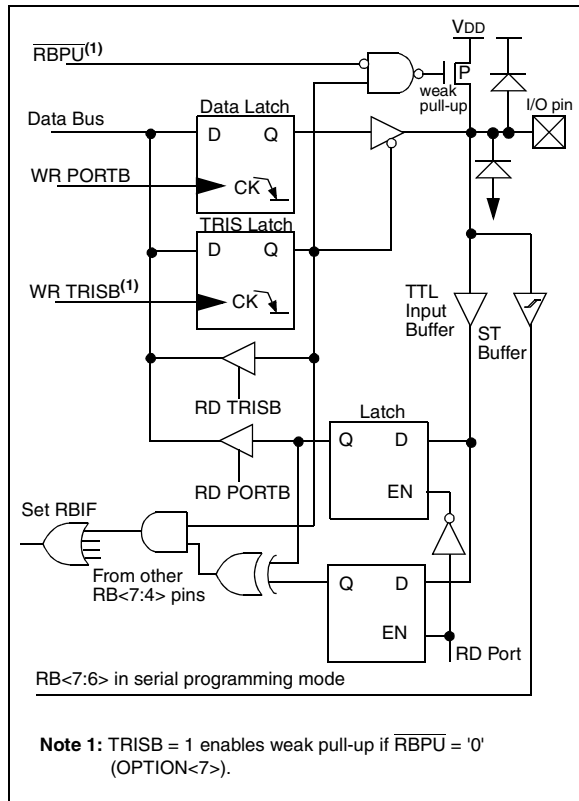 VDD
RBPU(1)
P
weak
pull-up
I/O pin
Data Latch
Data Bus
D Q
WR PORTB
CK
TRIS Latch
D Q
WR TRISB(1)
CK
TTL
Input
Buffer
ST
Buffer
RD TRISB
Latch
Q D
RD PORTB
EN
Set RBIF
From other
RB<7:4> pins
Q D
EN
RD Port
RB<7:6> in serial programming mode
Note 1: TRISB = 1 enables weak pull-up if RBPU = '0'
(OPTION<7>).